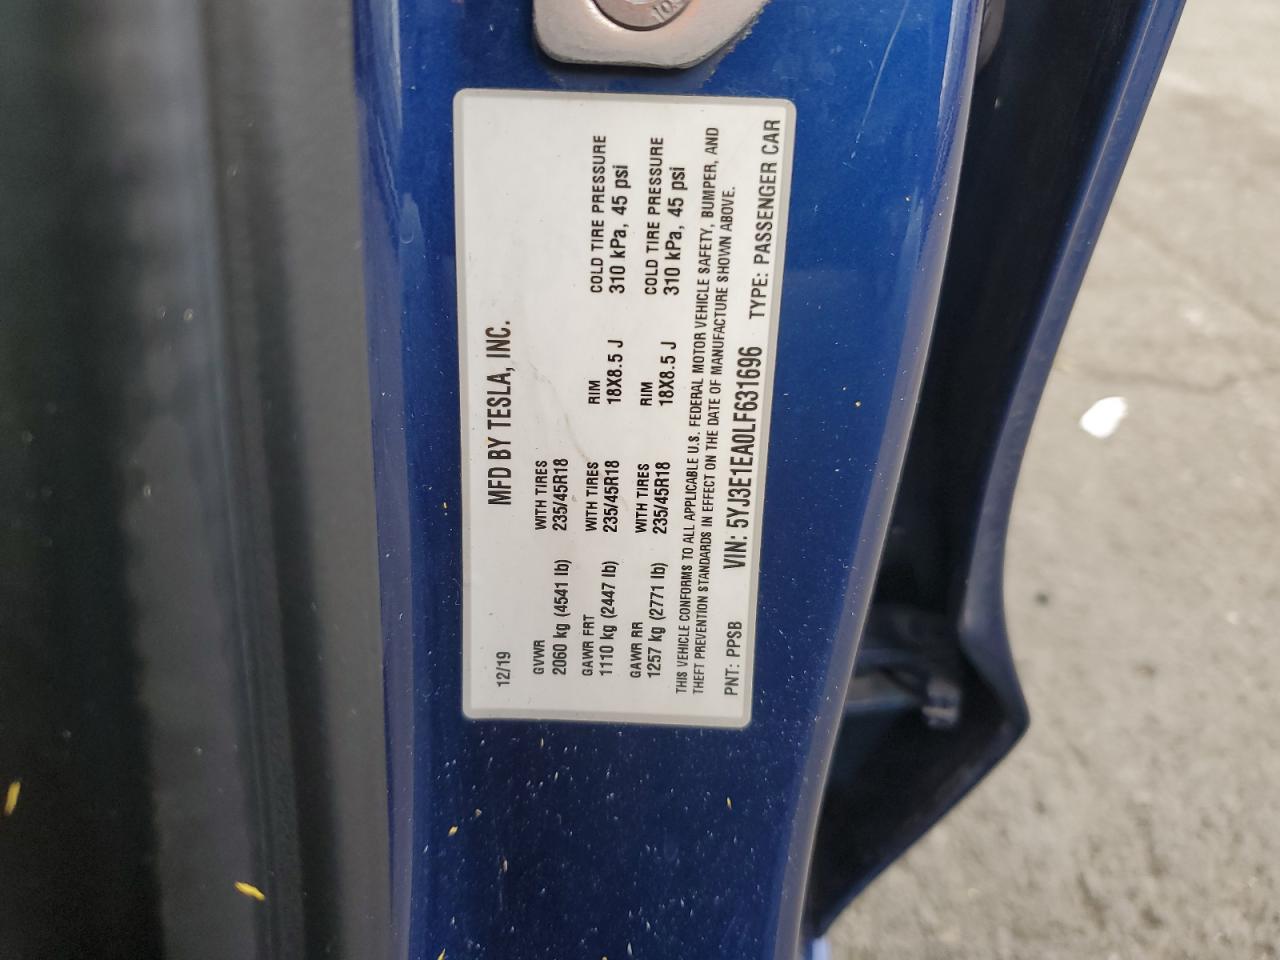 12/19 MFD BY TESLA, INC.
GVWR WITH TIRES
2060 kg (4541 lb) 235/45R18
GAWR FRT WITH TIRES RIM COLD TIRE PRESSURE
1110 kg (2447 lb) 235/45R18 18X8.5 J 310 kPa, 45 psi
GAWR RR WITH TIRES RIM COLD TIRE PRESSURE
1257 kg (2771 lb) 235/45R18 18X8.5 J 310 kPa, 45 psi
THIS VEHICLE CONFORMS TO ALL APPLICABLE U.S. FEDERAL MOTOR VEHICLE SAFETY, BUMPER, AND
THEFT PREVENTION STANDARDS IN EFFECT ON THE DATE OF MANUFACTURE SHOWN ABOVE.
PNT: PPSB VIN: 5YJ3E1EA0LF631696 TYPE: PASSENGER CAR